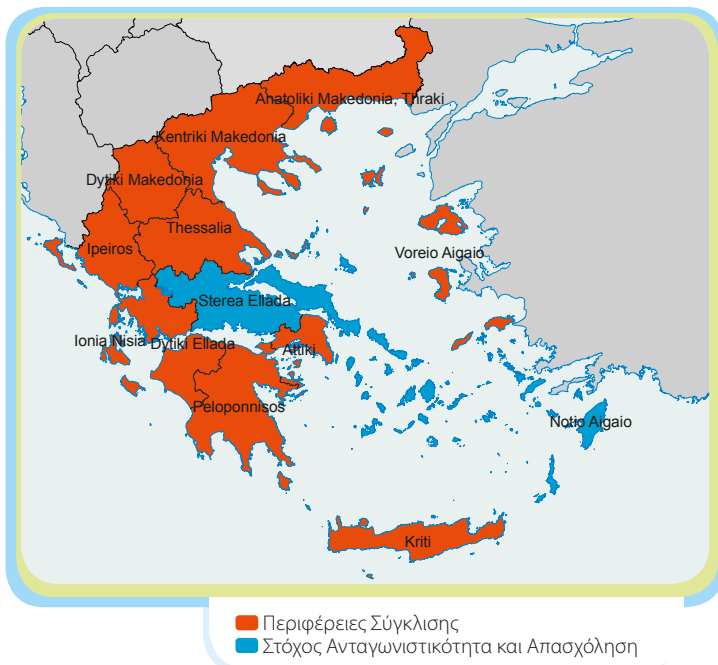 Anatoliki Makedonia, Thraki
Kentriki Makedonia
Dytiki Makedonia
Thessalia
Ipeiros
Voreio Aigaio
Sterea Ellada
Ionia Nisia
Dytiki Ellada
Attiki
Peloponnisos
Notio Aigaio
Kriti
Περιφέρειες Σύγκλισης
Στόχος Ανταγωνιστικότητα και Απασχόληση